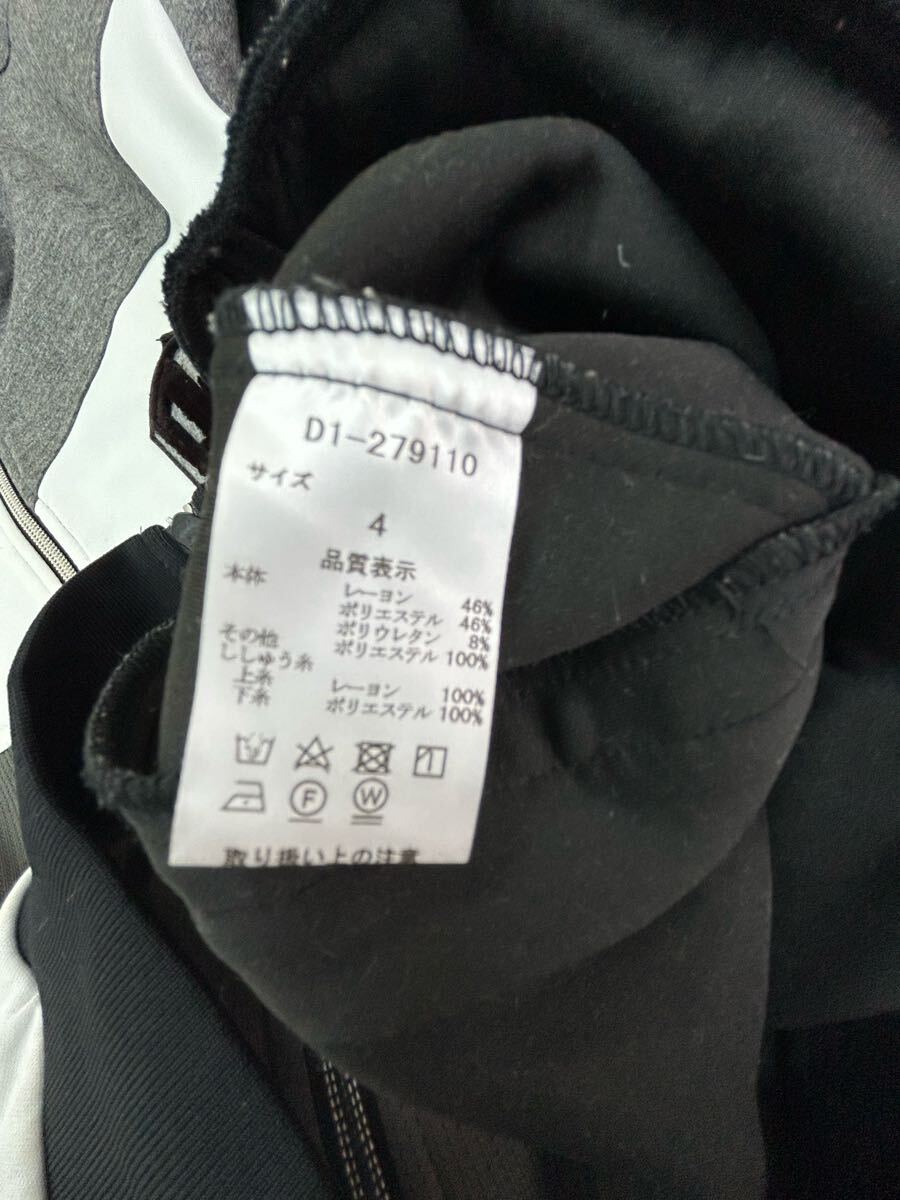 D1-279110
サイズ
4
品質表示
本体 レーヨン 46%
ポリエステル 46%
ポリウレタン 8%
その他 ポリエステル 100%
ししゅう糸
上糸 レーヨン 100%
下糸 ポリエステル 100%
F W
取り扱い上の注意